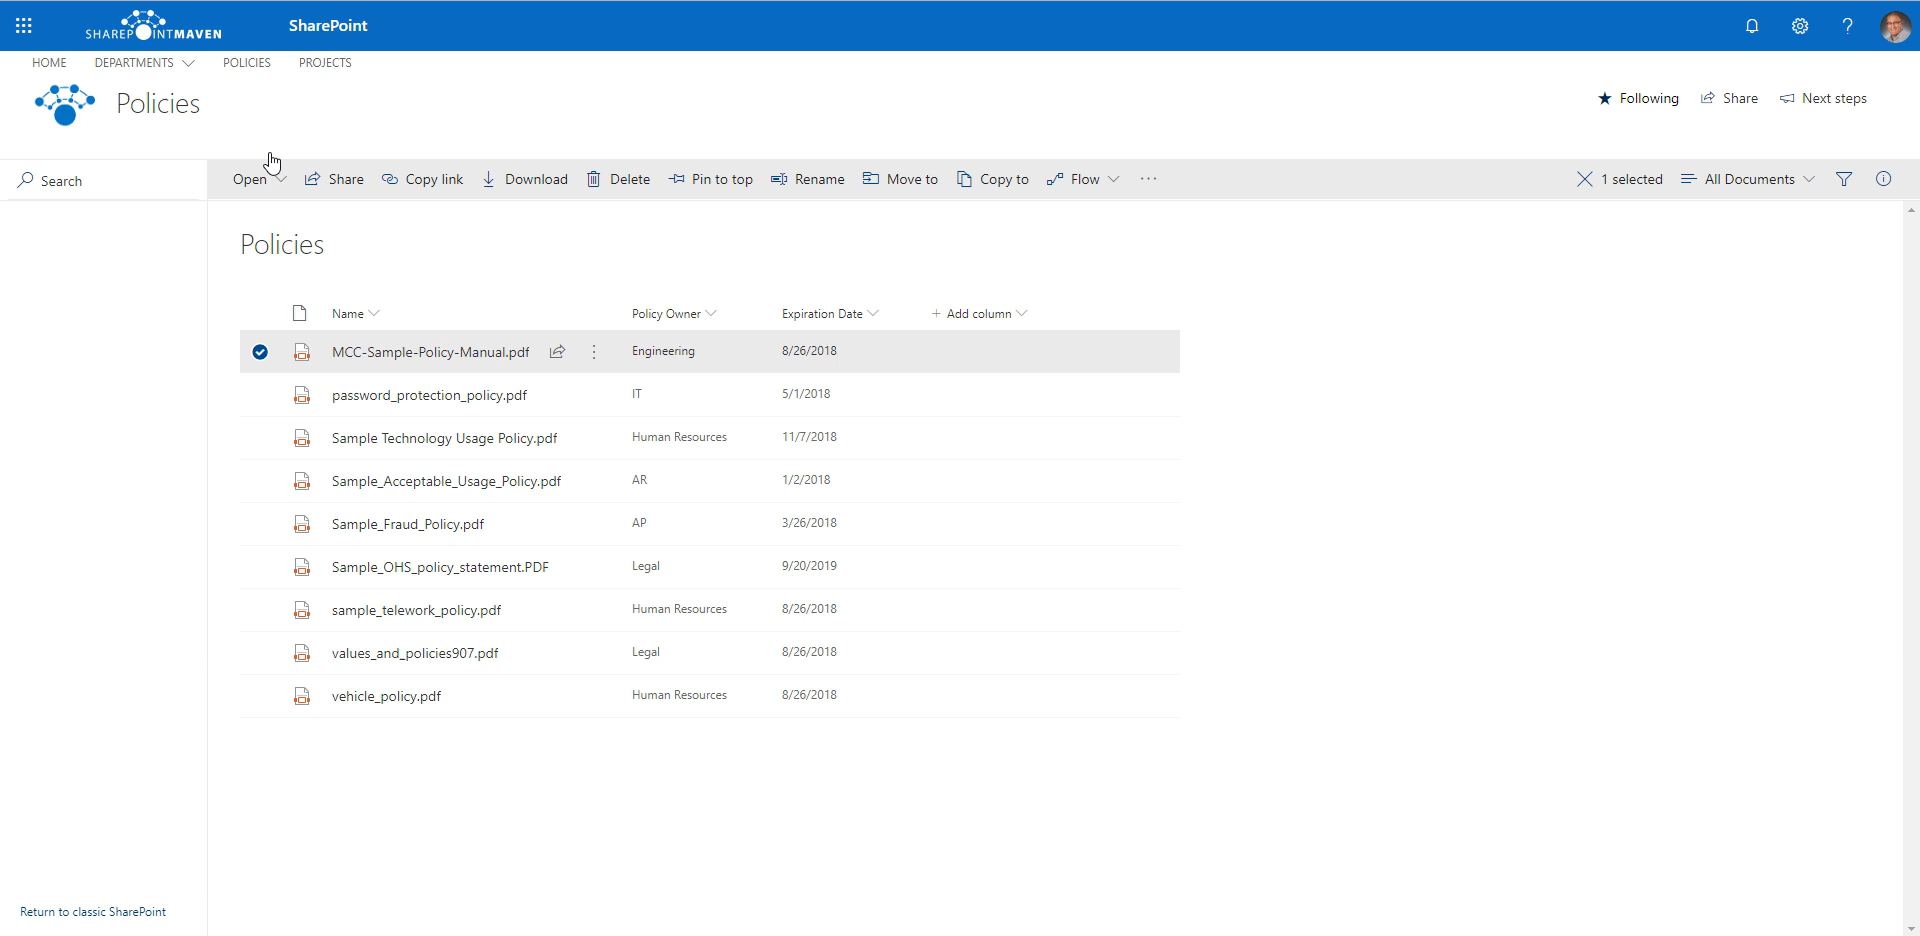 SHAREPOINTMAVEN SharePoint
HOME DEPARTMENTS POLICIES PROJECTS
Policies
Following Share Next steps
Search
Open Share Copy link Download Delete Pin to top Rename Move to Copy to Flow ··· 1 selected All Documents
Policies
Name Policy Owner Expiration Date + Add column
MCC-Sample-Policy-Manual.pdf Engineering 8/26/2018
password_protection_policy.pdf IT 5/1/2018
Sample Technology Usage Policy.pdf Human Resources 11/7/2018
Sample_Acceptable_Usage_Policy.pdf AR 1/2/2018
Sample_Fraud_Policy.pdf AP 3/26/2018
Sample_OHS_policy_statement.PDF Legal 9/20/2019
sample_telework_policy.pdf Human Resources 8/26/2018
values_and_policies907.pdf Legal 8/26/2018
vehicle_policy.pdf Human Resources 8/26/2018
Return to classic SharePoint